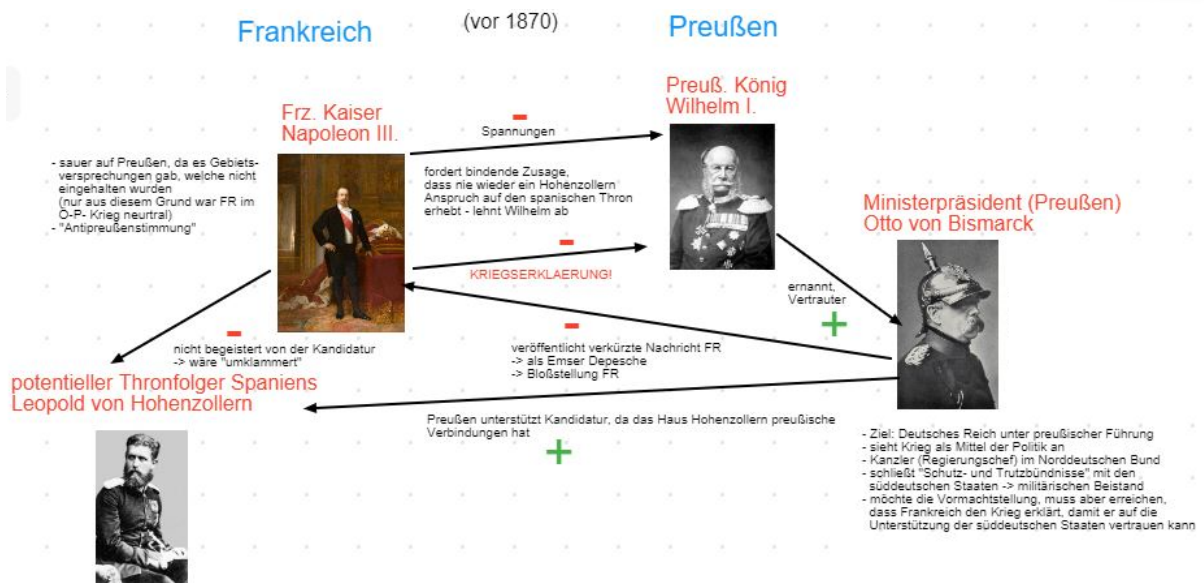 Frankreich
(vor 1870)
Preußen
Frz. Kaiser
Napoleon III.
Preuß. König
Wilhelm I.
-
Spannungen
- sauer auf Preußen, da es Gebiets-
versprechungen gab, welche nicht
eingehalten wurden
(nur aus diesem Grund war FR im
Ö-P- Krieg neurtral)
- "Antipreußenstimmung"
fordert bindende Zusage,
dass nie wieder ein Hohenzollern
Anspruch auf den spanischen Thron
erhebt - lehnt Wilhelm ab
-
KRIEGSERKLAERUNG!
Ministerpräsident (Preußen)
Otto von Bismarck
ernannt,
Vertrauter
+
-
nicht begeistert von der Kandidatur
-> wäre "umklammert"
-
veröffentlicht verkürzte Nachricht FR
-> als Emser Depesche
-> Bloßstellung FR
potentieller Thronfolger Spaniens
Leopold von Hohenzollern
Preußen unterstützt Kandidatur, da das Haus Hohenzollern preußische
Verbindungen hat
+
- Ziel: Deutsches Reich unter preußischer Führung
- sieht Krieg als Mittel der Politik an
- Kanzler (Regierungschef) im Norddeutschen Bund
- schließt "Schutz- und Trutzbündnisse" mit den
süddeutschen Staaten -> militärischen Beistand
- möchte die Vormachtstellung, muss aber erreichen,
dass Frankreich den Krieg erklärt, damit er auf die
Unterstützung der süddeutschen Staaten vertrauen kann